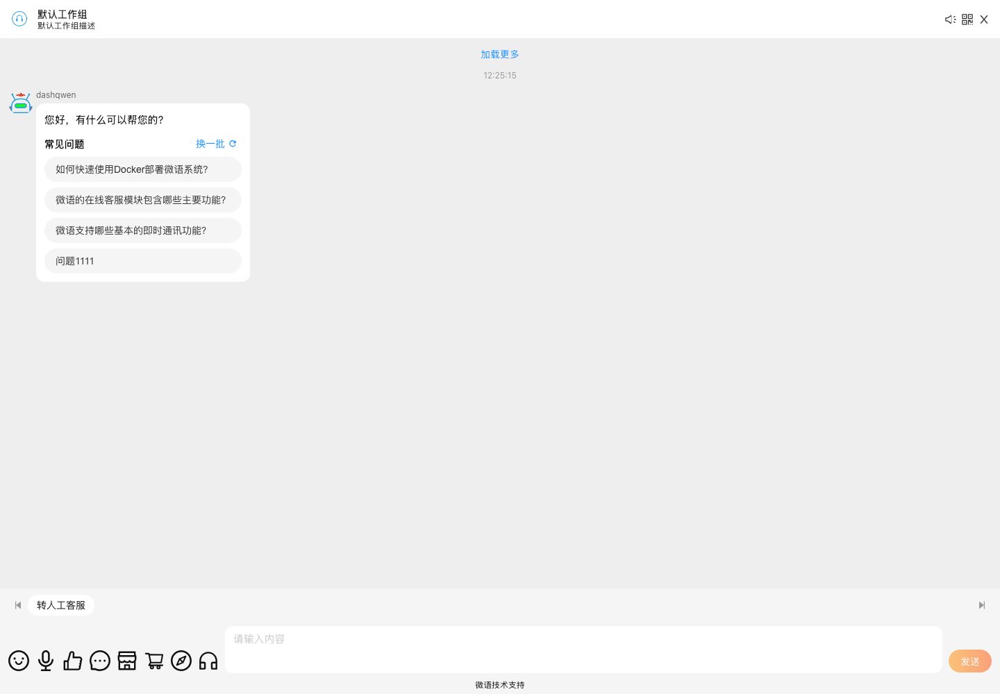 默认工作组
默认工作组描述
加载更多
12:25:15
dashqwen
您好，有什么可以帮您的？
常见问题 换一批
如何快速使用Docker部署微语系统?
微语的在线客服模块包含哪些主要功能?
微语支持哪些基本的即时通讯功能?
问题1111
转人工客服
请输入内容
发送
微语技术支持